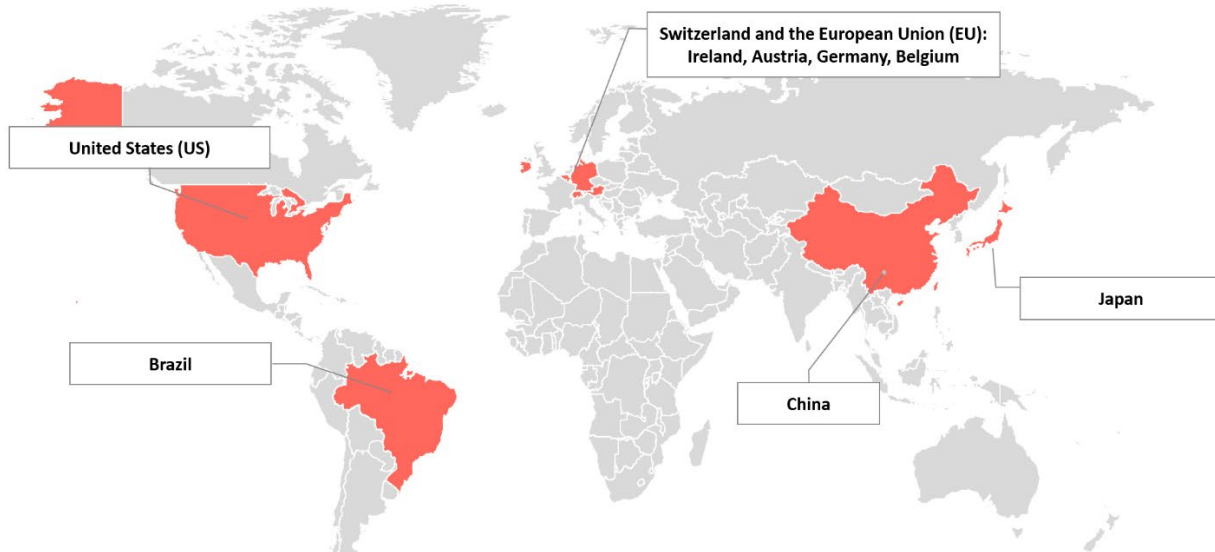 Switzerland and the European Union (EU):
Ireland, Austria, Germany, Belgium
United States (US)
Japan
Brazil
China